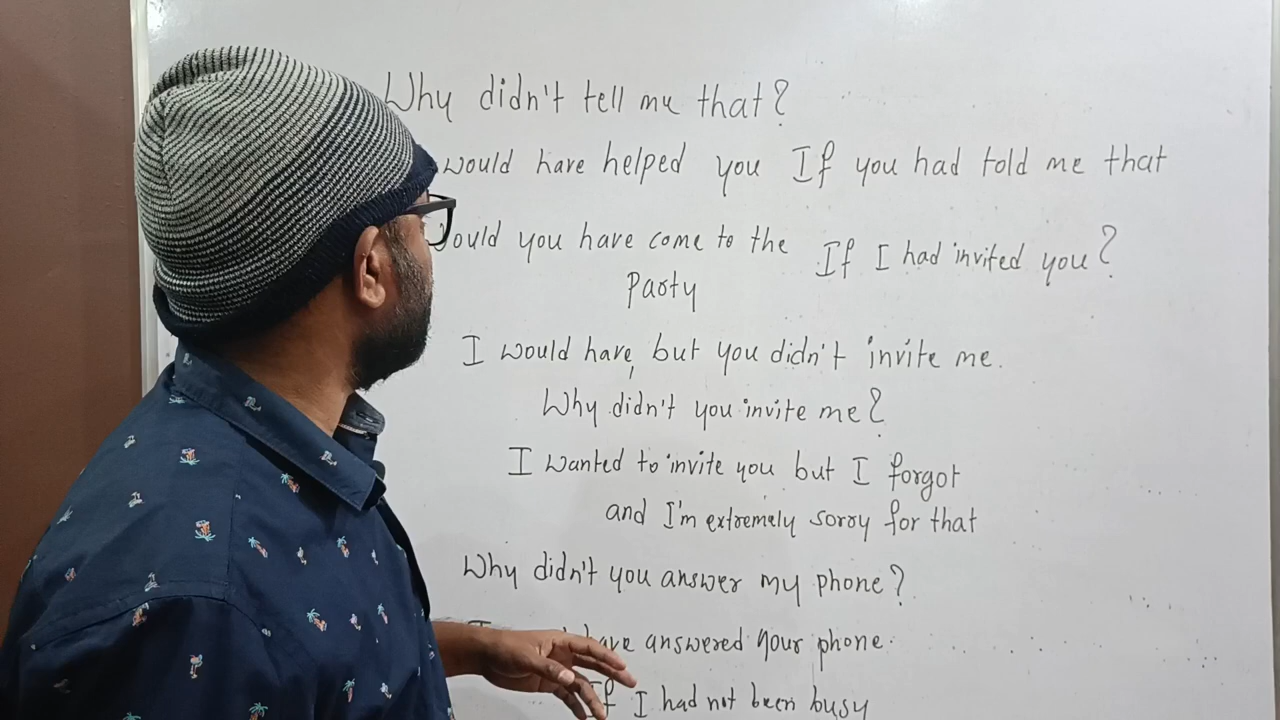 Why didn't tell me that?
would have helped you If you had told me that
ould you have come to the If I had invited you?
Party
I would have, but you didn't invite me.
Why didn't you invite me?
I wanted to invite you but I forgot
and I'm extremely sorry for that
Why didn't you answer my phone?
I have answered your phone.
If I had not been busy